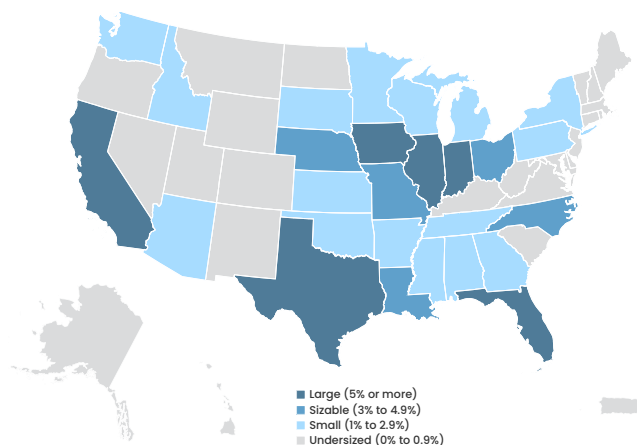 Large (5% or more)
Sizable (3% to 4.9%)
Small (1% to 2.9%)
Undersized (0% to 0.9%)